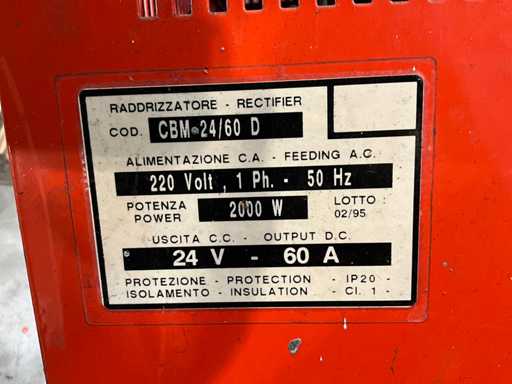 RADDRIZZATORE - RECTIFIER
COD. CBM-24/60 D
ALIMENTAZIONE C.A. - FEEDING A.C.
220 Volt , 1 Ph. - 50 Hz
POTENZA POWER 2000 W LOTTO : 02/95
USCITA C.C. - OUTPUT D.C.
24 V - 60 A
PROTEZIONE - PROTECTION - IP20 -
ISOLAMENTO - INSULATION - Cl. 1 -